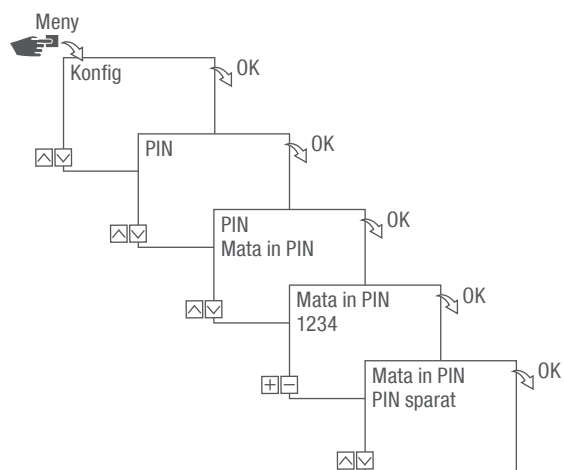 Meny
Konfig
OK
PIN
OK
PIN
Mata in PIN
OK
Mata in PIN
1234
OK
Mata in PIN
PIN sparat
OK